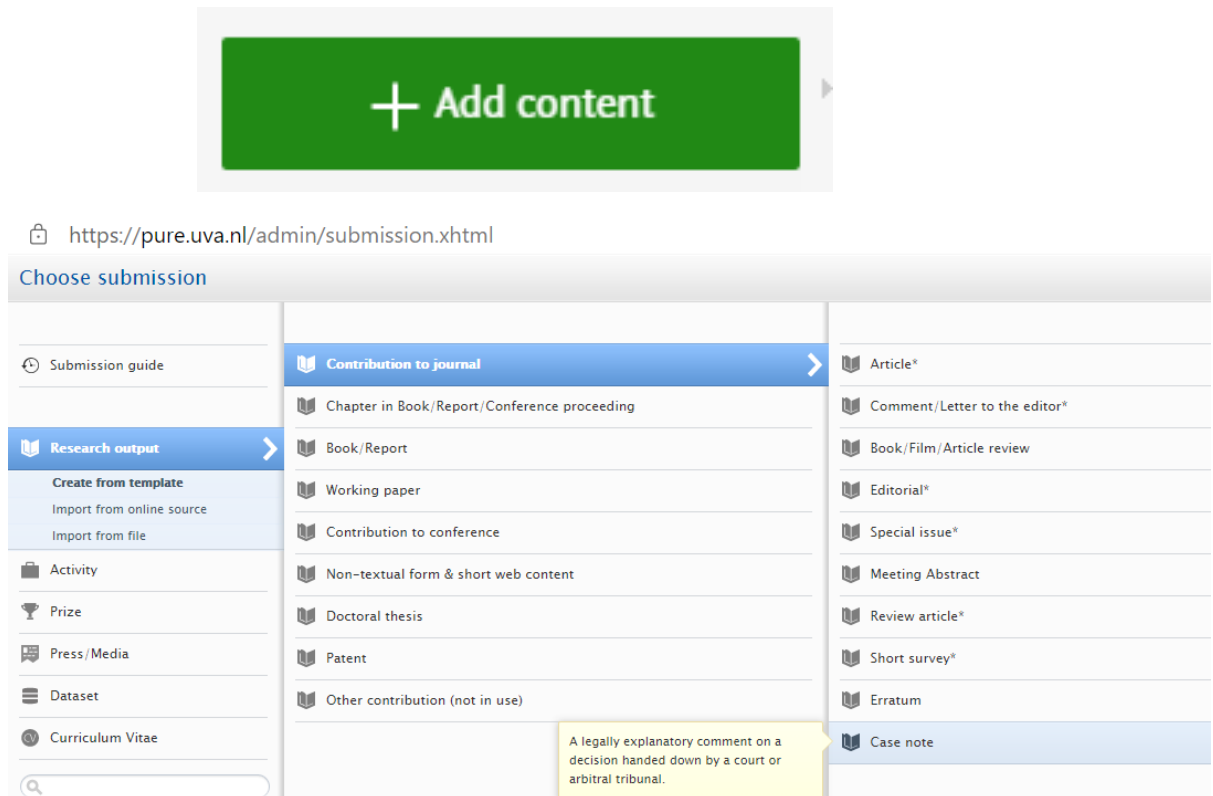 + Add content
https://pure.uva.nl/admin/submission.xhtml
Choose submission
Submission guide
Research output
Create from template
Import from online source
Import from file
Activity
Prize
Press/Media
Dataset
CV Curriculum Vitae
Contribution to journal
Chapter in Book/Report/Conference proceeding
Book/Report
Working paper
Contribution to conference
Non-textual form & short web content
Doctoral thesis
Patent
Other contribution (not in use)
Article*
Comment/Letter to the editor*
Book/Film/Article review
Editorial*
Special issue*
Meeting Abstract
Review article*
Short survey*
Erratum
Case note
A legally explanatory comment on a
decision handed down by a court or
arbitral tribunal.